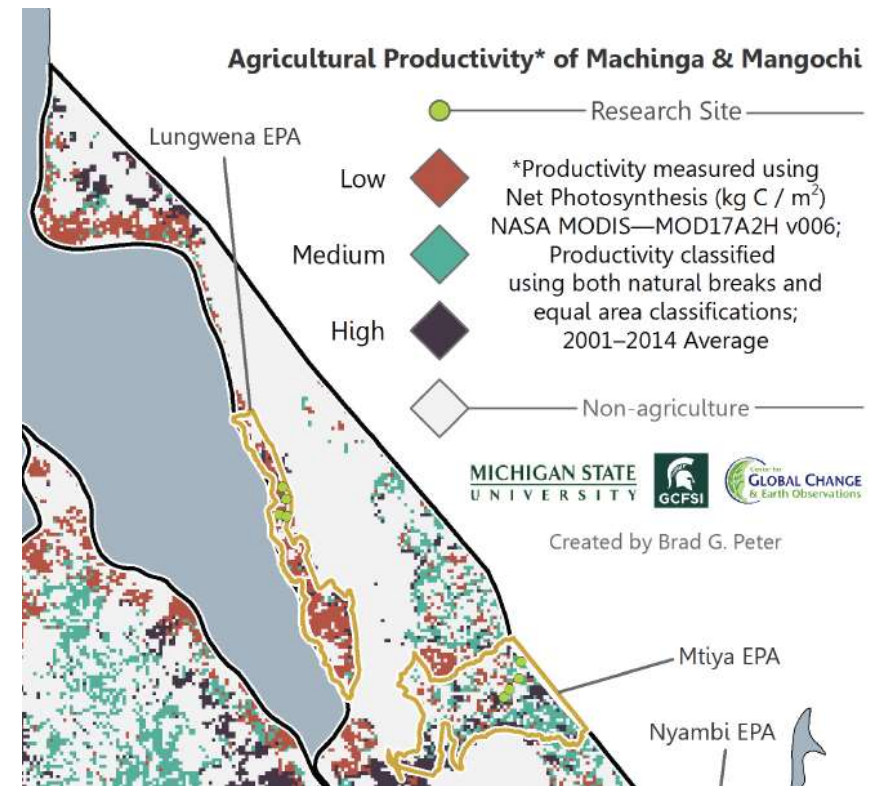 Agricultural Productivity* of Machinga & Mangochi
Research Site
Lungwena EPA
Low
Medium
High
*Productivity measured using
Net Photosynthesis (kg C / m²)
NASA MODIS—MOD17A2H v006;
Productivity classified
using both natural breaks and
equal area classifications;
2001–2014 Average
Non-agriculture
MICHIGAN STATE
UNIVERSITY
GCFSI
Center for
GLOBAL CHANGE
& Earth Observations
Created by Brad G. Peter
Mtiya EPA
Nyambi EPA